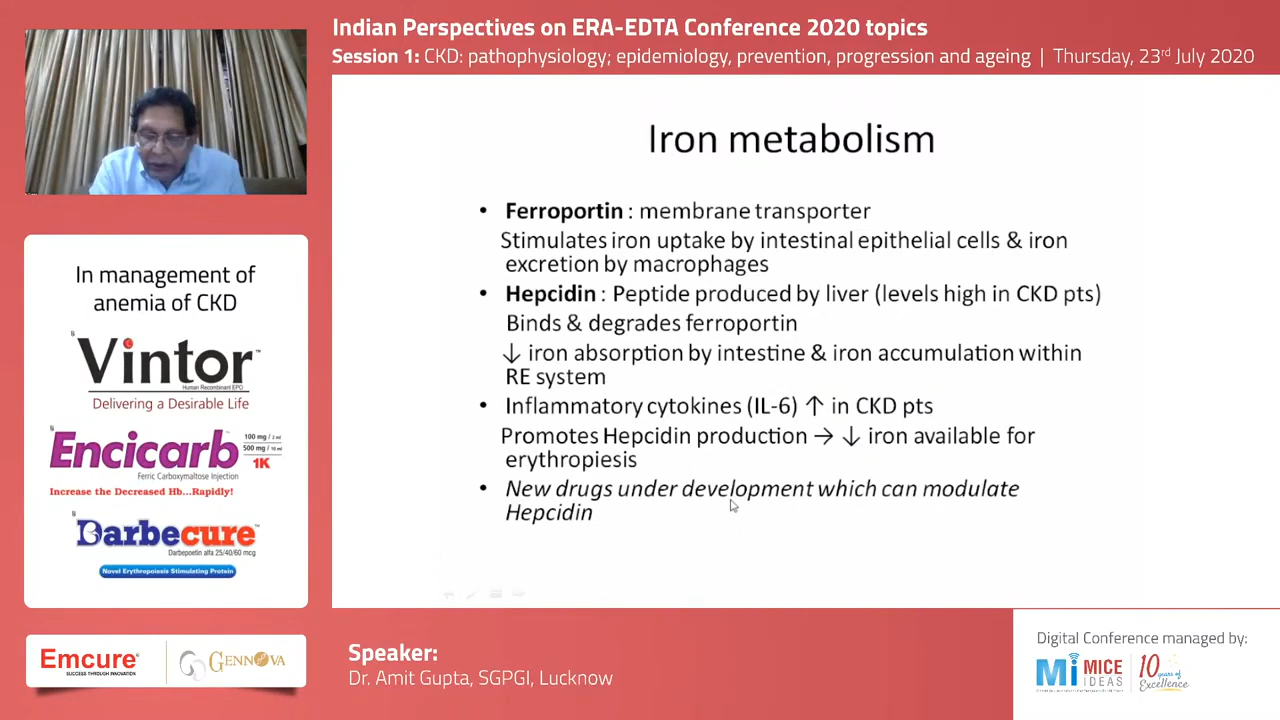 Indian Perspectives on ERA-EDTA Conference 2020 topics
Session 1: CKD: pathophysiology; epidemiology, prevention, progression and ageing | Thursday, 23rd July 2020
Iron metabolism
• Ferroportin : membrane transporter
Stimulates iron uptake by intestinal epithelial cells & iron
excretion by macrophages
• Hepcidin : Peptide produced by liver (levels high in CKD pts)
Binds & degrades ferroportin
↓ iron absorption by intestine & iron accumulation within
RE system
• Inflammatory cytokines (IL-6) ↑ in CKD pts
Promotes Hepcidin production → ↓ iron available for
erythropiesis
• New drugs under development which can modulate
Hepcidin
In management of
anemia of CKD
Vintor™
Human Recombinant EPO
Delivering a Desirable Life
Encicarb™ 1K
100 mg / 2 ml
500 mg / 10 ml
Ferric Carboxymaltose Injection
Increase the Decreased Hb...Rapidly!
Darbecure™
Darbepoetin alfa 25/40/60 mcg
Novel Erythropoiesis Stimulating Protein
Emcure®
SUCCESS THROUGH INNOVATION
GENNOVA
Speaker:
Dr. Amit Gupta, SGPGI, Lucknow
Digital Conference managed by:
Mi MICE
IDEAS
10 years of
Excellence